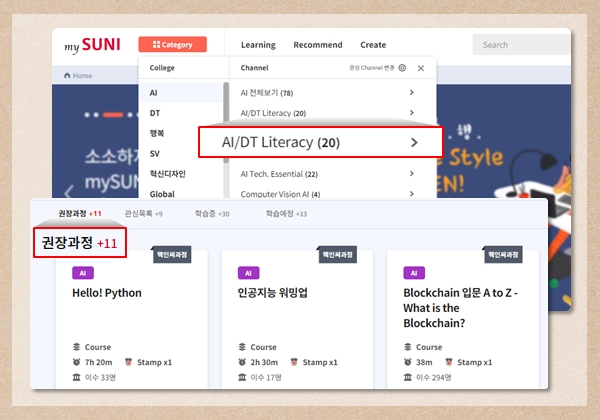 my SUNI
Category
Learning
Recommend
Create
Search
Home
College
Channel
관심 Channel 변경
AI
AI 전체보기 (78)
DT
AI/DT Literacy (20)
행복
AI/DT Literacy (20)
SV
혁신디자인
AI Tech. Essential (22)
Global
Computer Vision AI (4)
소소하지
mySUN
행.
Style
EN!
권장과정 +11
관심목록 +9
학습중 +30
학습예정 +13
권장과정 +11
핵인싸과정
AI
Hello! Python
Course
7h 20m
Stamp x1
이수 33명
핵인싸과정
AI
인공지능 워밍업
Course
2h 30m
Stamp x1
이수 17명
핵인싸과정
AI
Blockchain 입문 A to Z -
What is the
Blockchain?
Course
38m
Stamp x1
이수 294명